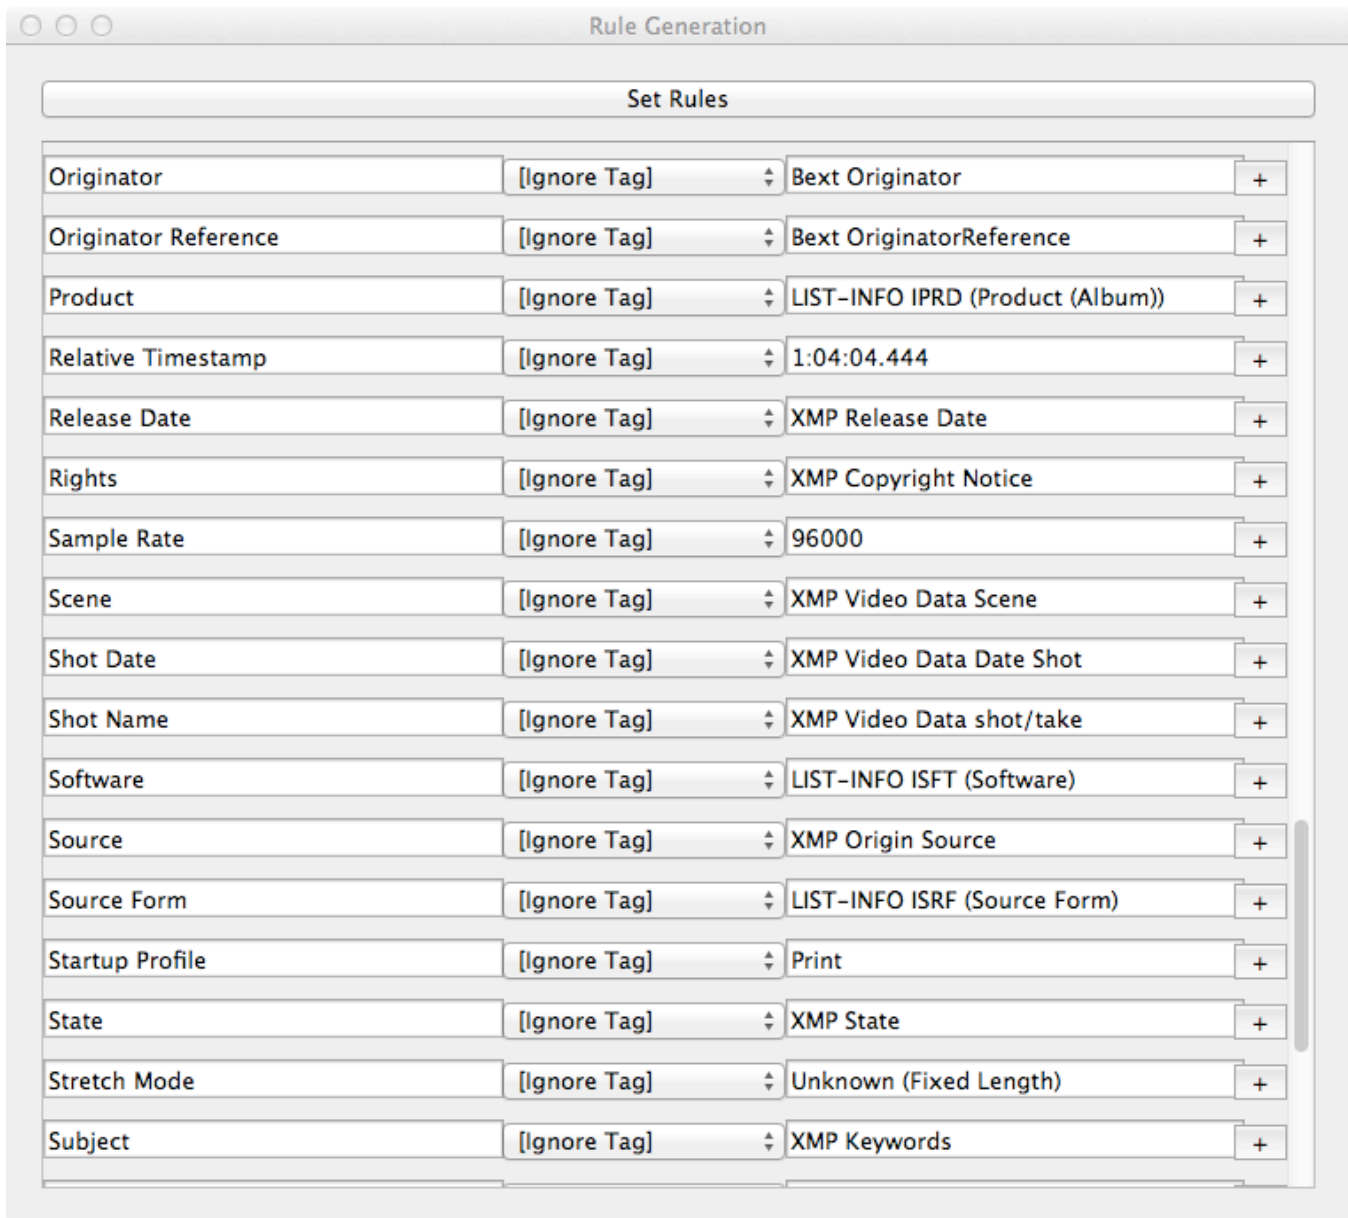 Rule Generation
Set Rules
Originator [Ignore Tag] Bext Originator +
Originator Reference [Ignore Tag] Bext OriginatorReference +
Product [Ignore Tag] LIST-INFO IPRD (Product (Album)) +
Relative Timestamp [Ignore Tag] 1:04:04.444 +
Release Date [Ignore Tag] XMP Release Date +
Rights [Ignore Tag] XMP Copyright Notice +
Sample Rate [Ignore Tag] 96000 +
Scene [Ignore Tag] XMP Video Data Scene +
Shot Date [Ignore Tag] XMP Video Data Date Shot +
Shot Name [Ignore Tag] XMP Video Data shot/take +
Software [Ignore Tag] LIST-INFO ISFT (Software) +
Source [Ignore Tag] XMP Origin Source +
Source Form [Ignore Tag] LIST-INFO ISRF (Source Form) +
Startup Profile [Ignore Tag] Print +
State [Ignore Tag] XMP State +
Stretch Mode [Ignore Tag] Unknown (Fixed Length) +
Subject [Ignore Tag] XMP Keywords +